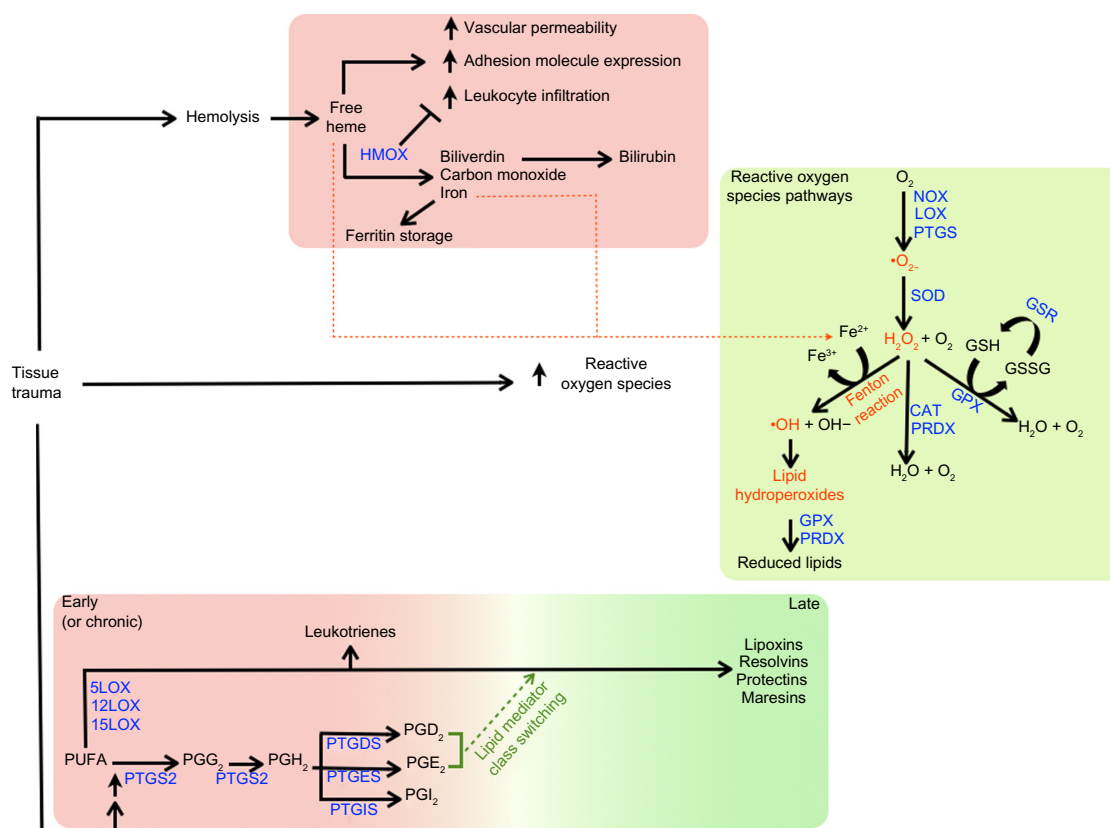 Vascular permeability
Adhesion molecule expression
Leukocyte infiltration
Hemolysis
Free
heme
HMOX
Biliverdin
Carbon monoxide
Iron
Bilirubin
Ferritin storage
Tissue
trauma
Reactive
oxygen species
Reactive oxygen
species pathways
O₂
NOX
LOX
PTGS
•O₂₋
SOD
Fe²⁺
Fe³⁺
H₂O₂ + O₂
GSH
GSR
GSSG
Fenton
reaction
GPX
CAT
PRDX
•OH + OH−
H₂O + O₂
H₂O + O₂
Lipid
hydroperoxides
GPX
PRDX
Reduced lipids
Early
(or chronic)
Late
Leukotrienes
Lipoxins
Resolvins
Protectins
Maresins
5LOX
12LOX
15LOX
PUFA
PTGS2
PGG₂
PTGS2
PGH₂
PTGDS
PGD₂
PTGES
PGE₂
PTGIS
PGI₂
Lipid mediator
class switching